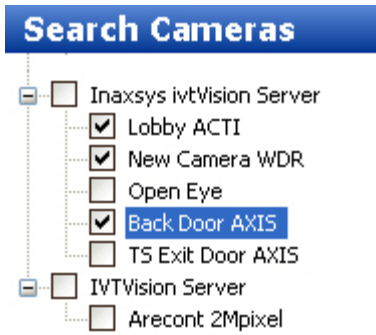 Search Cameras
Inaxsys ivtVision Server
Lobby ACTI
New Camera WDR
Open Eye
Back Door AXIS
TS Exit Door AXIS
IVTVision Server
Arecont 2Mpixel